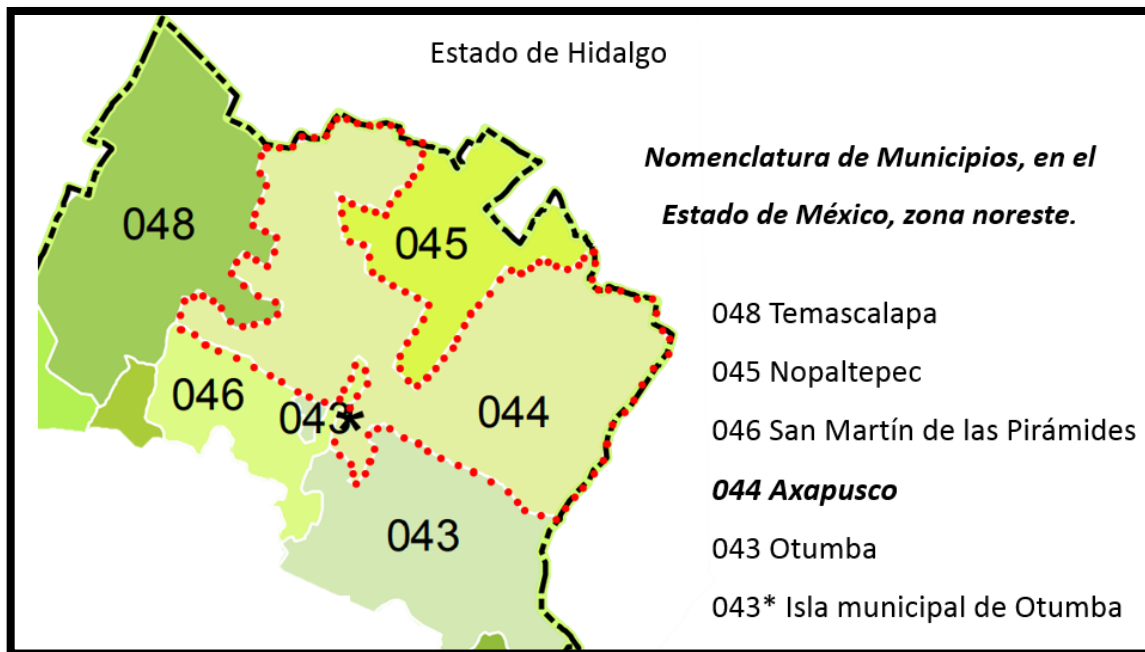 Estado de Hidalgo
Nomenclatura de Municipios, en el
Estado de México, zona noreste.
048
045
046
043*
044
043
048 Temascalapa
045 Nopaltepec
046 San Martín de las Pirámides
044 Axapusco
043 Otumba
043* Isla municipal de Otumba